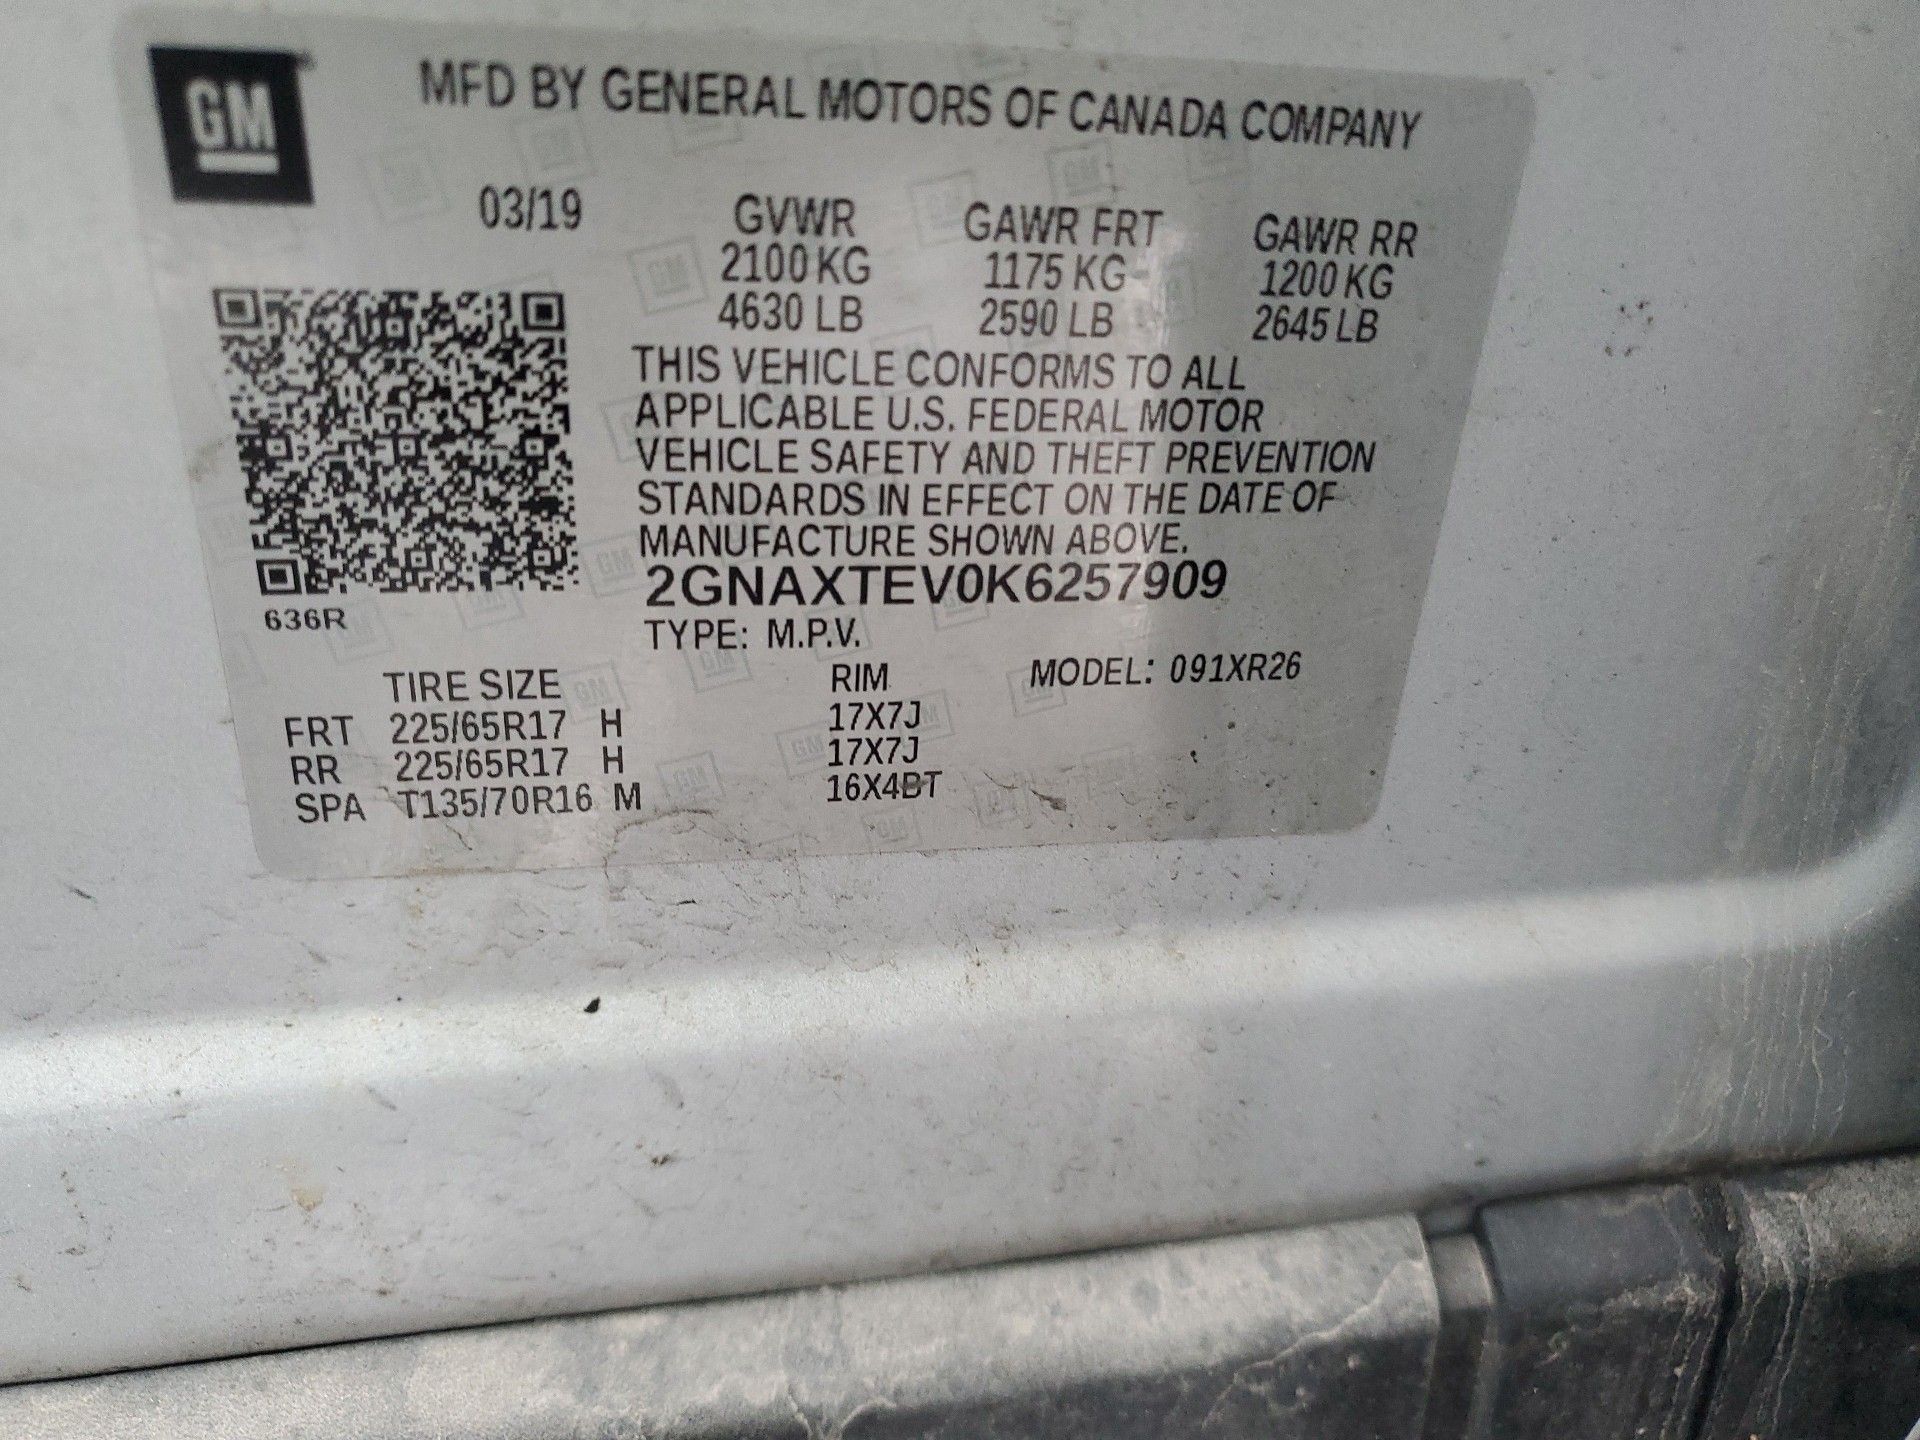 GM
MFD BY GENERAL MOTORS OF CANADA COMPANY
03/19 GVWR GAWR FRT GAWR RR
2100 KG 1175 KG 1200 KG
4630 LB 2590 LB 2645 LB
THIS VEHICLE CONFORMS TO ALL
APPLICABLE U.S. FEDERAL MOTOR
VEHICLE SAFETY AND THEFT PREVENTION
STANDARDS IN EFFECT ON THE DATE OF
MANUFACTURE SHOWN ABOVE.
2GNAXTEV0K6257909
636R
TYPE: M.P.V.
TIRE SIZE RIM MODEL: 091XR26
FRT 225/65R17 H 17X7J
RR 225/65R17 H 17X7J
SPA T135/70R16 M 16X4BT